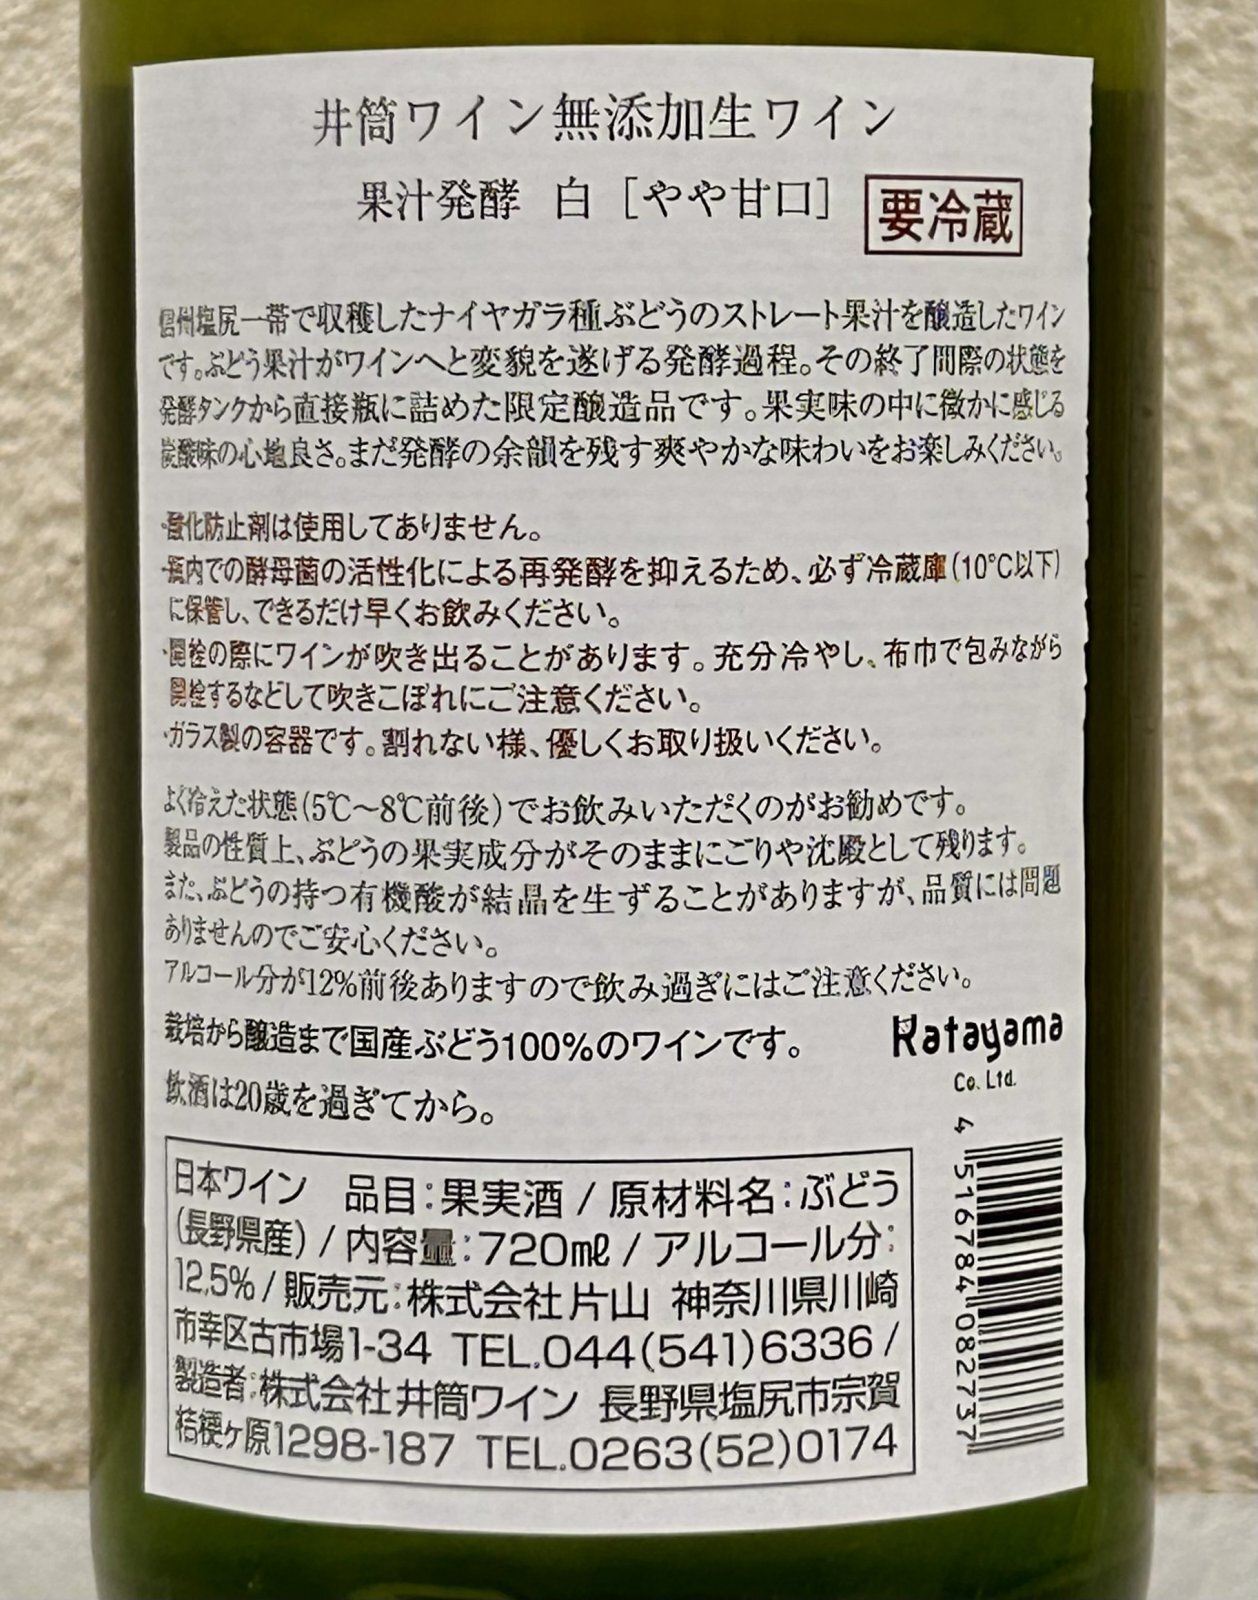 井筒ワイン無添加生ワイン
果汁発酵 白［やや甘口］ 要冷蔵
信州塩尻一帯で収穫したナイヤガラ種ぶどうのストレート果汁を醸造したワイン
です。ぶどう果汁がワインへと変貌を遂げる発酵過程。その終了間際の状態を
発酵タンクから直接瓶に詰めた限定醸造品です。果実味の中に微かに感じる
炭酸味の心地良さ。まだ発酵の余韻を残す爽やかな味わいをお楽しみください。
・酸化防止剤は使用してありません。
・瓶内での酵母菌の活性化による再発酵を抑えるため、必ず冷蔵庫(10℃以下)
に保管し、できるだけ早くお飲みください。
・開栓の際にワインが吹き出ることがあります。充分冷やし、布巾で包みながら
開栓するなどして吹きこぼれにご注意ください。
・ガラス製の容器です。割れない様、優しくお取り扱いください。
よく冷えた状態(5℃〜8℃前後)でお飲みいただくのがお勧めです。
製品の性質上、ぶどうの果実成分がそのままにごりや沈殿として残ります。
また、ぶどうの持つ有機酸が結晶を生ずることがありますが、品質には問題
ありませんのでご安心ください。
アルコール分が12%前後ありますので飲み過ぎにはご注意ください。
栽培から醸造まで国産ぶどう100%のワインです。
Katayama
Co. Ltd.
飲酒は20歳を過ぎてから。
日本ワイン 品目:果実酒 / 原材料名:ぶどう
(長野県産) / 内容量:720mℓ / アルコール分:
12.5% / 販売元:株式会社片山 神奈川県川崎
市幸区古市場1-34 TEL.044(541)6336 /
製造者:株式会社井筒ワイン 長野県塩尻市宗賀
桔梗ヶ原1298-187 TEL.0263(52)0174
4 516784 082737